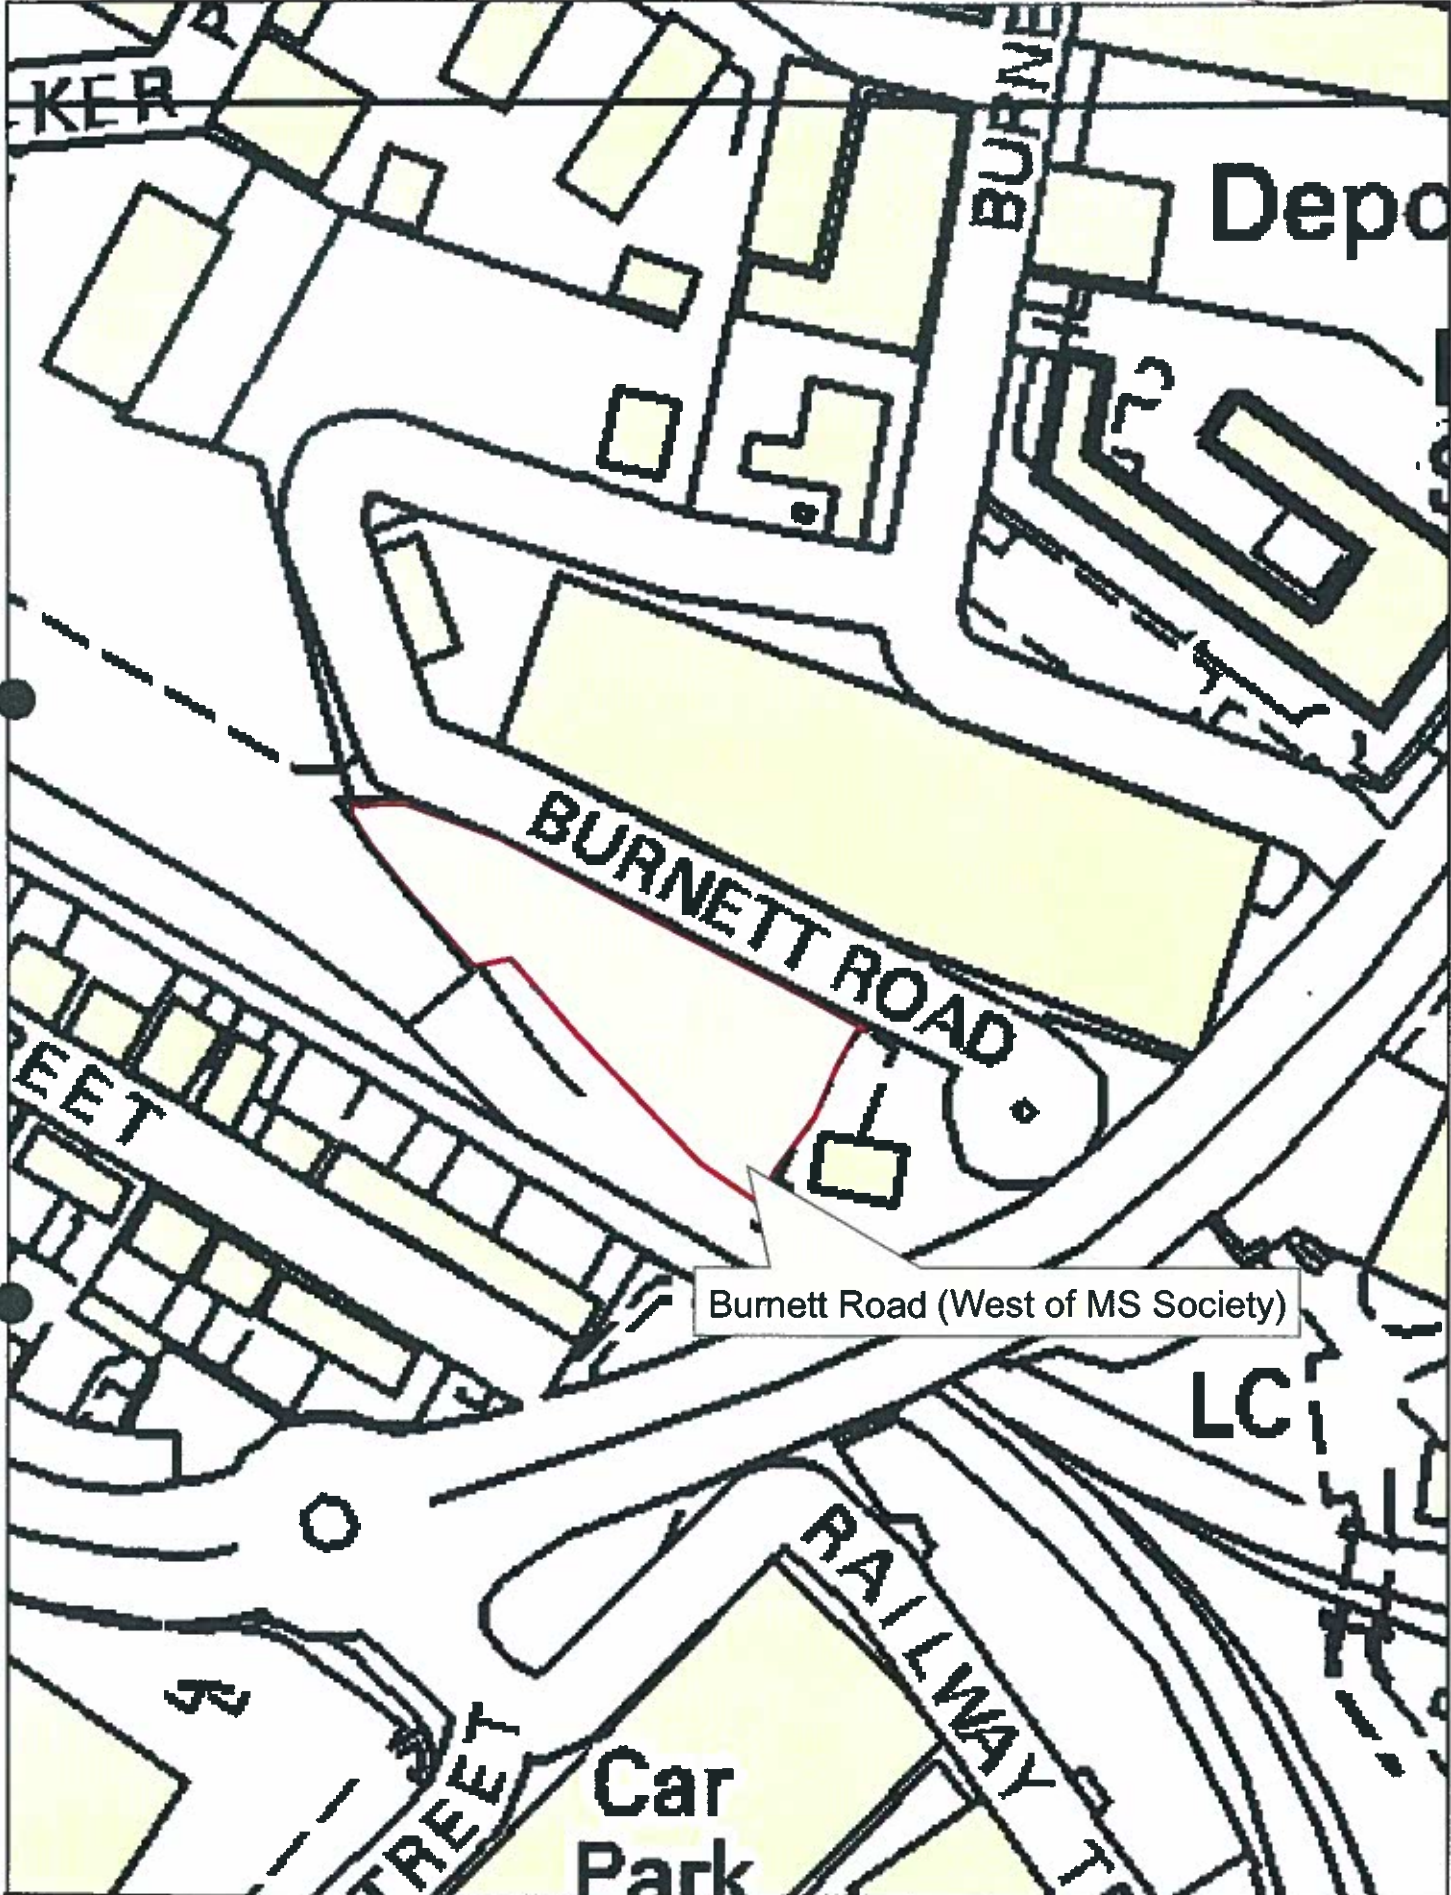 KER
BURNE
Depo
BURNETT ROAD
EET
Burnett Road (West of MS Society)
LC
RAILWAY T
TREET
Car
Park